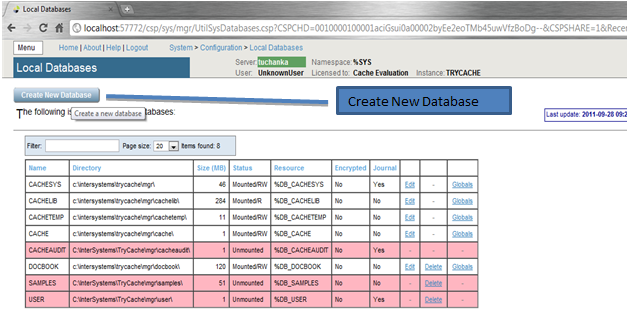 localhost:57772/csp/sys/mgr/UtilSysDatabases.csp?CSPCHD=0010000100001aciGsui0a00002byEe2eoTMb45uwVfzBoDg--&CSPSHARE=1&Rece
Menu Home | About | Help | Logout System > Configuration > Local Databases
Local Databases
Server: tuchanka Namespace: %SYS
User: UnknownUser Licensed to: Cache Evaluation Instance: TRYCACHE
Create New Database
Create New Database
The following is databases:
Create a new database
Last update: 2011-09-28 09:2
Filter: Page size: 20 items found: 8
Name Directory Size (MB) Status Resource Encrypted Journal
CACHESYS c:\intersystems\trycache\mgr\ 46 Mounted/RW %DB_CACHESYS No Yes Edit - Globals
CACHELIB c:\intersystems\trycache\mgr\cachelib\ 284 Mounted/R %DB_CACHELIB No No Edit - Globals
CACHETEMP c:\intersystems\trycache\mgr\cachetemp\ 11 Mounted/RW %DB_CACHETEMP No No Edit - Globals
CACHE c:\intersystems\trycache\mgr\cache\ 1 Mounted/RW %DB_CACHE No No Edit - Globals
CACHEAUDIT C:\InterSystems\TryCache\mgr\cacheaudit\ 1 Unmounted %DB_CACHEAUDIT No Yes - - -
DOCBOOK c:\intersystems\trycache\mgr\docbook\ 120 Mounted/RW %DB_DOCBOOK No No Edit Delete Globals
SAMPLES C:\InterSystems\TryCache\mgr\samples\ 51 Unmounted %DB_SAMPLES No No - Delete -
USER C:\InterSystems\TryCache\mgr\user\ 1 Unmounted %DB_USER No Yes - Delete -